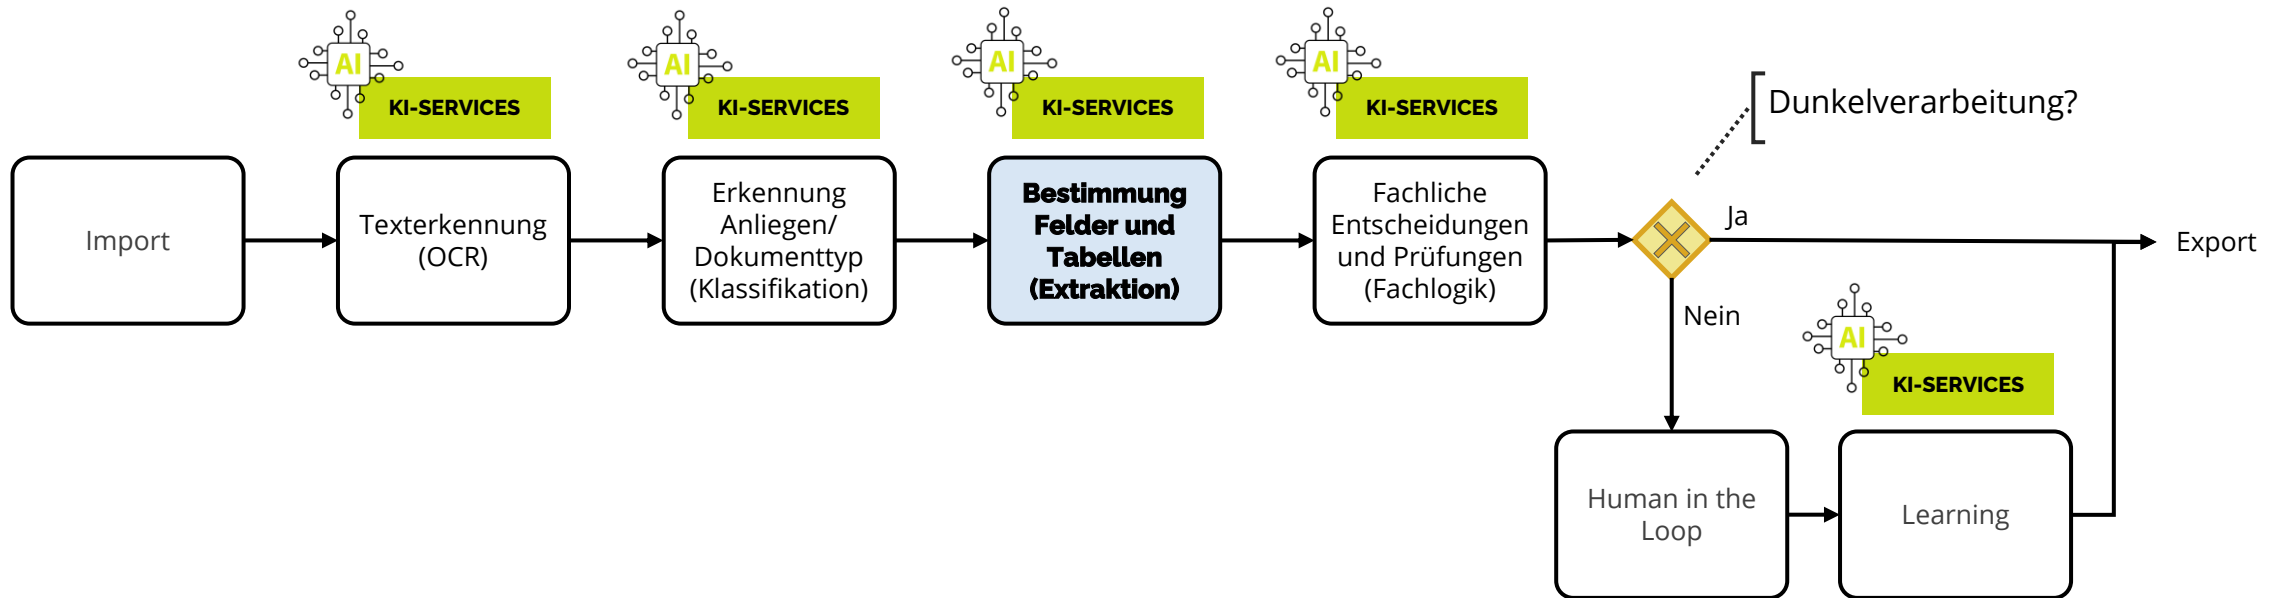 AI
KI-SERVICES
AI
KI-SERVICES
AI
KI-SERVICES
AI
KI-SERVICES
Dunkelverarbeitung?
Import
Texterkennung
(OCR)
Erkennung
Anliegen/
Dokumenttyp
(Klassifikation)
Bestimmung
Felder und
Tabellen
(Extraktion)
Fachliche
Entscheidungen
und Prüfungen
(Fachlogik)
Ja
Export
Nein
AI
KI-SERVICES
Human in the
Loop
Learning